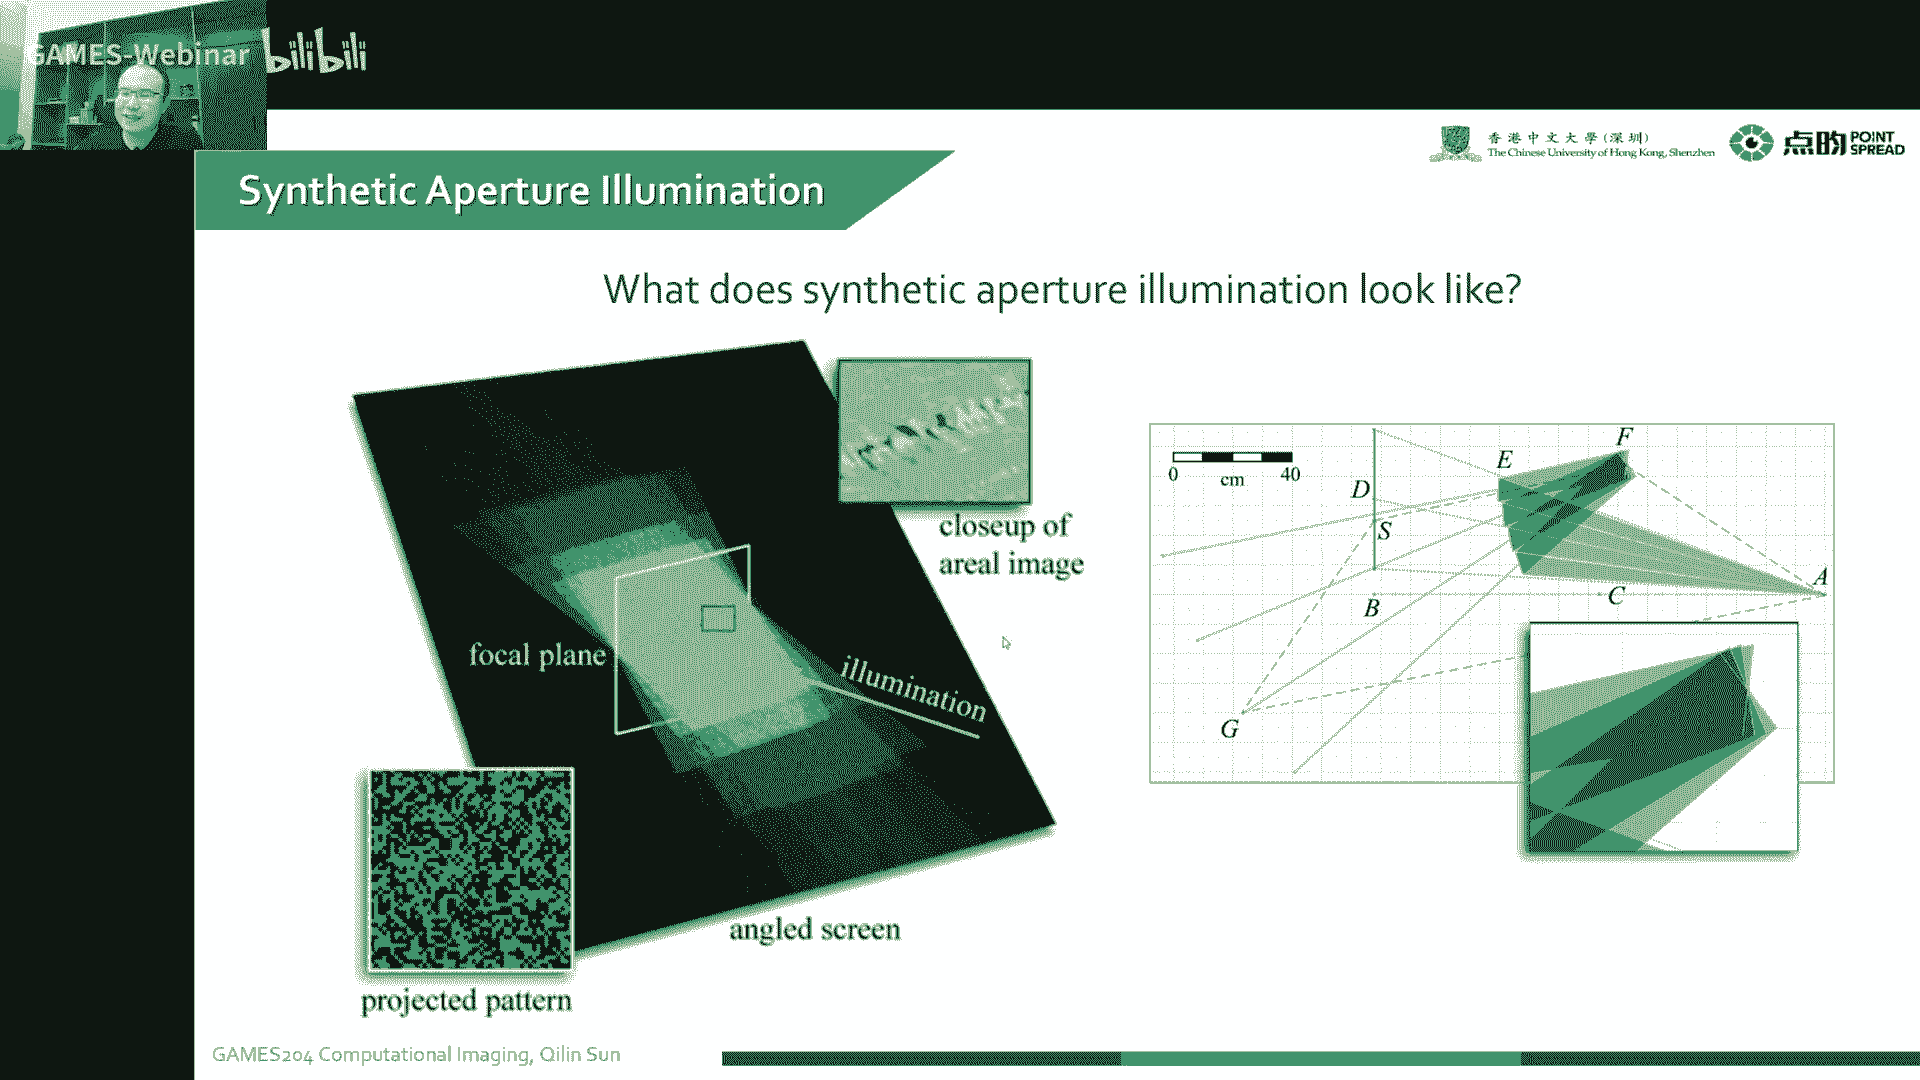 GAMES-Webinar
bilibili
香港中文大學(深圳)
The Chinese University of Hong Kong, Shenzhen
点昀 POINT SPREAD
Synthetic Aperture Illumination
What does synthetic aperture illumination look like?
closeup of
areal image
focal plane
illumination
angled screen
projected pattern
0 cm 40
F
E
D
S
A
B
C
G
GAMES204 Computational Imaging, Qilin Sun